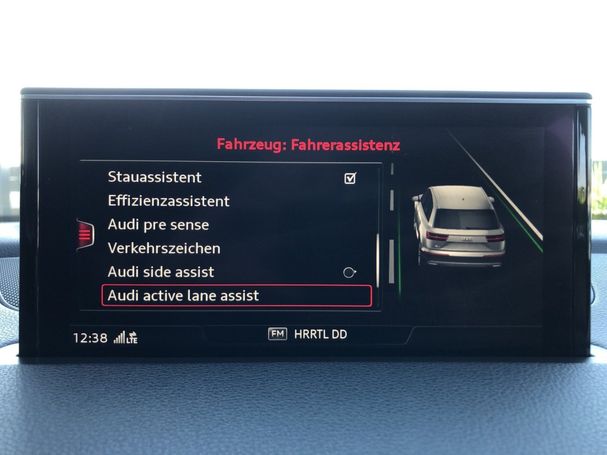 Fahrzeug: Fahrerassistenz
Stauassistent
Effizienzassistent
Audi pre sense
Verkehrszeichen
Audi side assist
Audi active lane assist
12:38 LTE FM HRRTL DD